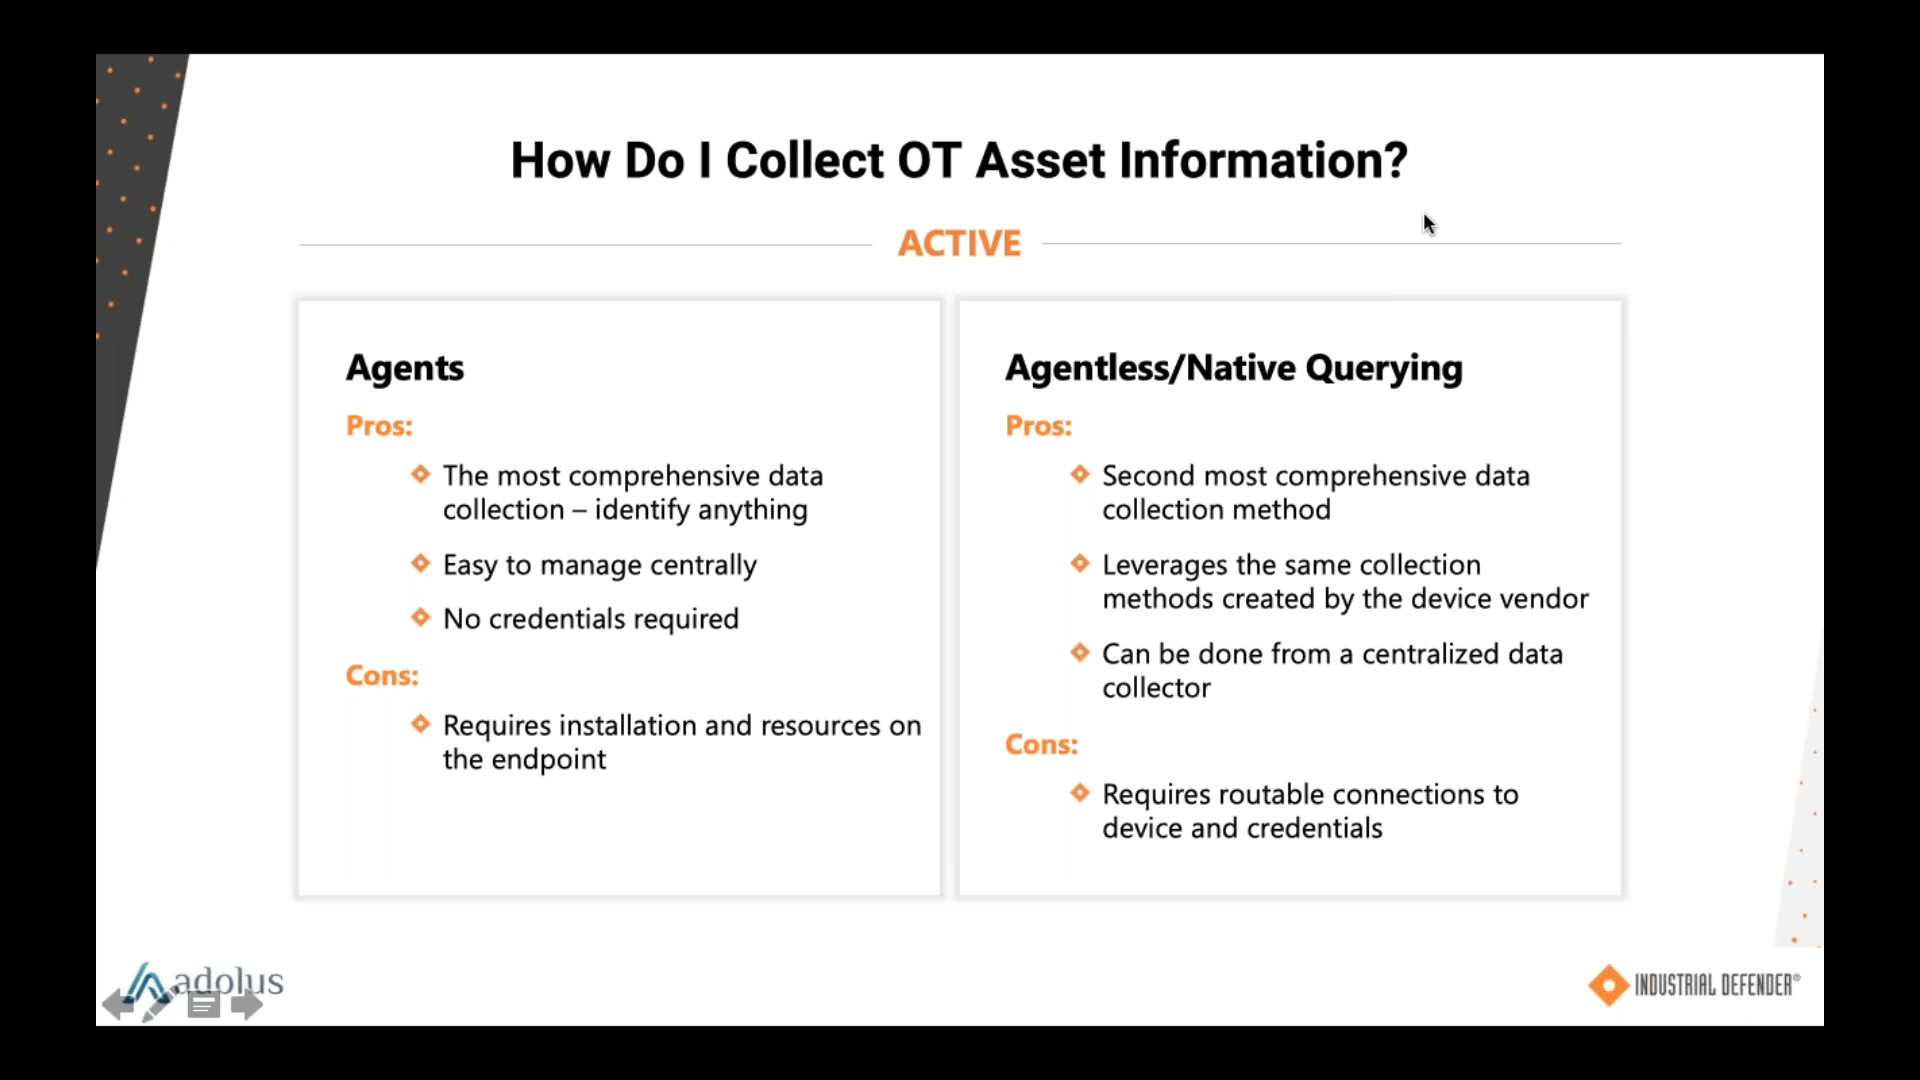 How Do I Collect OT Asset Information?
ACTIVE
Agents
Pros:
The most comprehensive data
collection – identify anything
Easy to manage centrally
No credentials required
Cons:
Requires installation and resources on
the endpoint
Agentless/Native Querying
Pros:
Second most comprehensive data
collection method
Leverages the same collection
methods created by the device vendor
Can be done from a centralized data
collector
Cons:
Requires routable connections to
device and credentials
adolus
INDUSTRIAL DEFENDER®